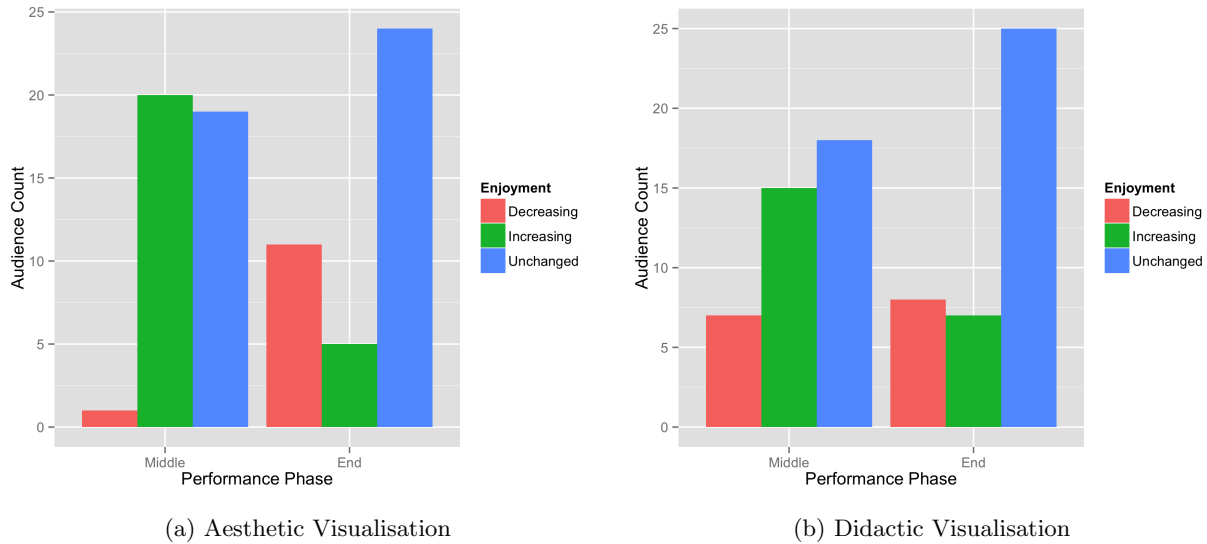 25
20
15
10
5
0
Audience Count
Middle
End
Performance Phase
Enjoyment
Decreasing
Increasing
Unchanged
(a) Aesthetic Visualisation
25
20
15
10
5
0
Audience Count
Middle
End
Performance Phase
Enjoyment
Decreasing
Increasing
Unchanged
(b) Didactic Visualisation